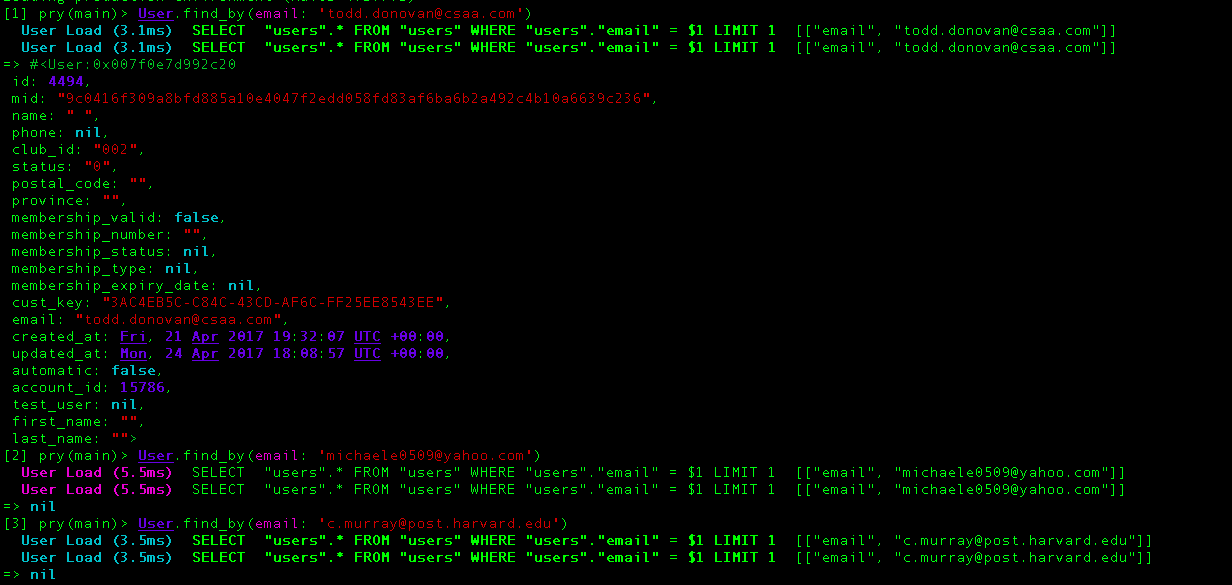 [1] pry(main)> User.find_by(email: 'todd.donovan@csaa.com')
User Load (3.1ms)  SELECT  "users".* FROM "users" WHERE "users"."email" = $1 LIMIT 1  [["email", "todd.donovan@csaa.com"]]
User Load (3.1ms)  SELECT  "users".* FROM "users" WHERE "users"."email" = $1 LIMIT 1  [["email", "todd.donovan@csaa.com"]]
=> #<User:0x007f0e7d992c20
id: 4494,
mid: "9c0416f309a8bfd885a10e4047f2edd058fd83af6ba6b2a492c4b10a6639c236",
name: " ",
phone: nil,
club_id: "002",
status: "0",
postal_code: "",
province: "",
membership_valid: false,
membership_number: "",
membership_status: nil,
membership_type: nil,
membership_expiry_date: nil,
cust_key: "3AC4EB5C-C84C-43CD-AF6C-FF25EE8543EE",
email: "todd.donovan@csaa.com",
created_at: Fri, 21 Apr 2017 19:32:07 UTC +00:00,
updated_at: Mon, 24 Apr 2017 18:08:57 UTC +00:00,
automatic: false,
account_id: 15786,
test_user: nil,
first_name: "",
last_name: "">
[2] pry(main)> User.find_by(email: 'michaele0509@yahoo.com')
User Load (5.5ms)  SELECT  "users".* FROM "users" WHERE "users"."email" = $1 LIMIT 1  [["email", "michaele0509@yahoo.com"]]
User Load (5.5ms)  SELECT  "users".* FROM "users" WHERE "users"."email" = $1 LIMIT 1  [["email", "michaele0509@yahoo.com"]]
=> nil
[3] pry(main)> User.find_by(email: 'c.murray@post.harvard.edu')
User Load (3.5ms)  SELECT  "users".* FROM "users" WHERE "users"."email" = $1 LIMIT 1  [["email", "c.murray@post.harvard.edu"]]
User Load (3.5ms)  SELECT  "users".* FROM "users" WHERE "users"."email" = $1 LIMIT 1  [["email", "c.murray@post.harvard.edu"]]
=> nil